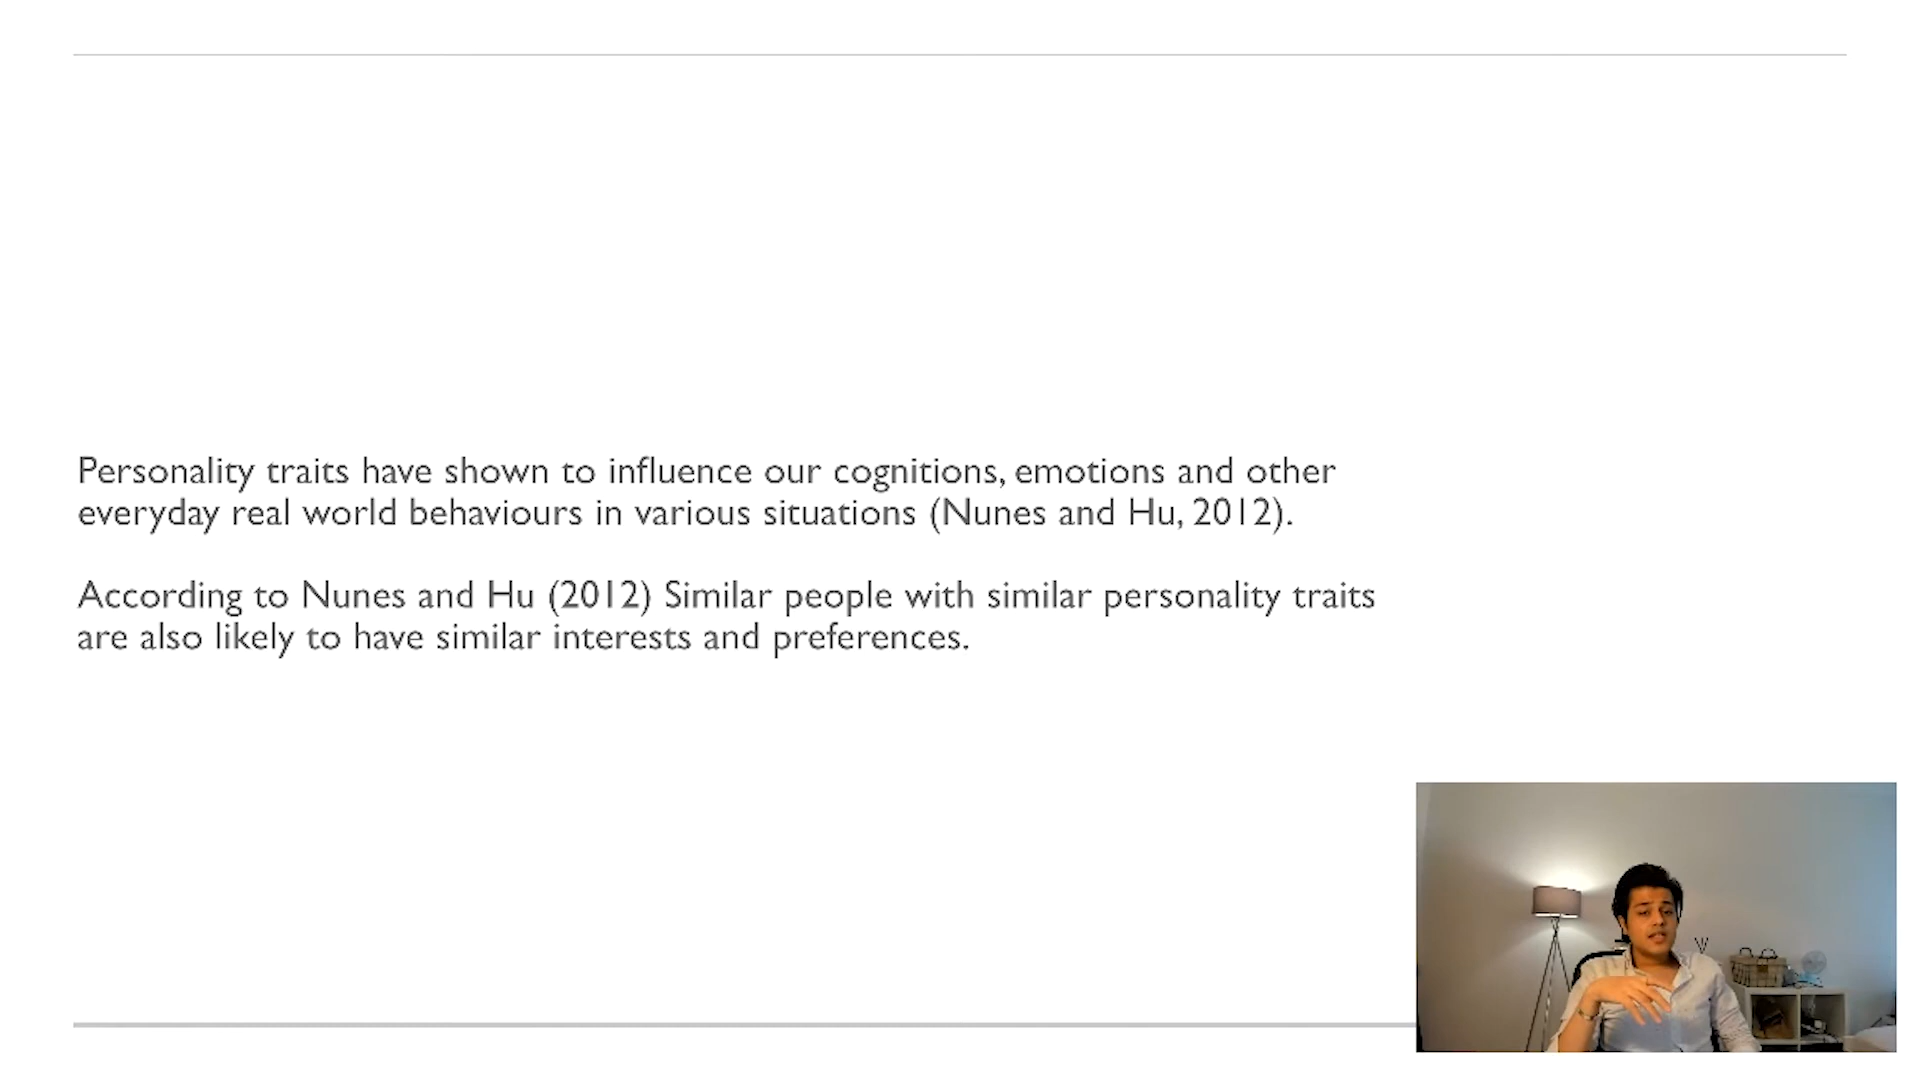 Personality traits have shown to influence our cognitions, emotions and other
everyday real world behaviours in various situations (Nunes and Hu, 2012).
According to Nunes and Hu (2012) Similar people with similar personality traits
are also likely to have similar interests and preferences.